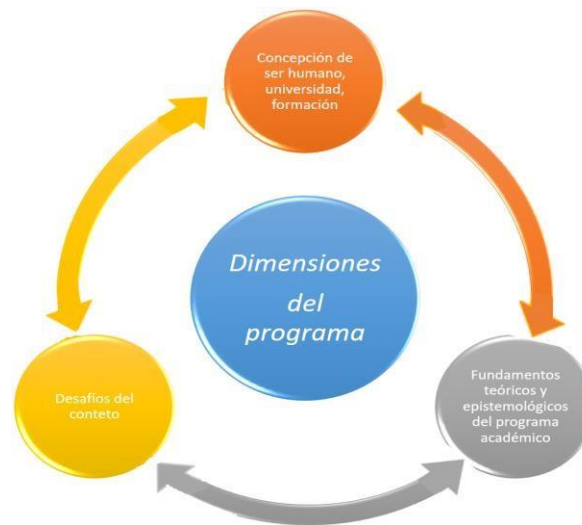 Concepción de
ser humano,
universidad,
formación
Dimensiones
del
programa
Desafíos del
conteto
Fundamentos
teóricos y
epistemológicos
del programa
académico